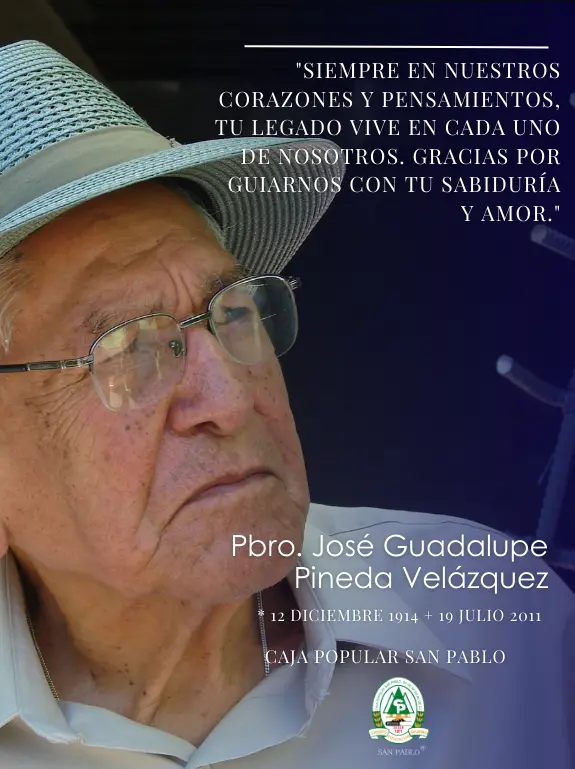 "SIEMPRE EN NUESTROS
CORAZONES Y PENSAMIENTOS,
TU LEGADO VIVE EN CADA UNO
DE NOSOTROS. GRACIAS POR
GUIARNOS CON TU SABIDURÍA
Y AMOR."
Pbro. José Guadalupe
Pineda Velázquez
* 12 DICIEMBRE 1914 + 19 JULIO 2011
CAJA POPULAR SAN PABLO
CP
SAN PABLO